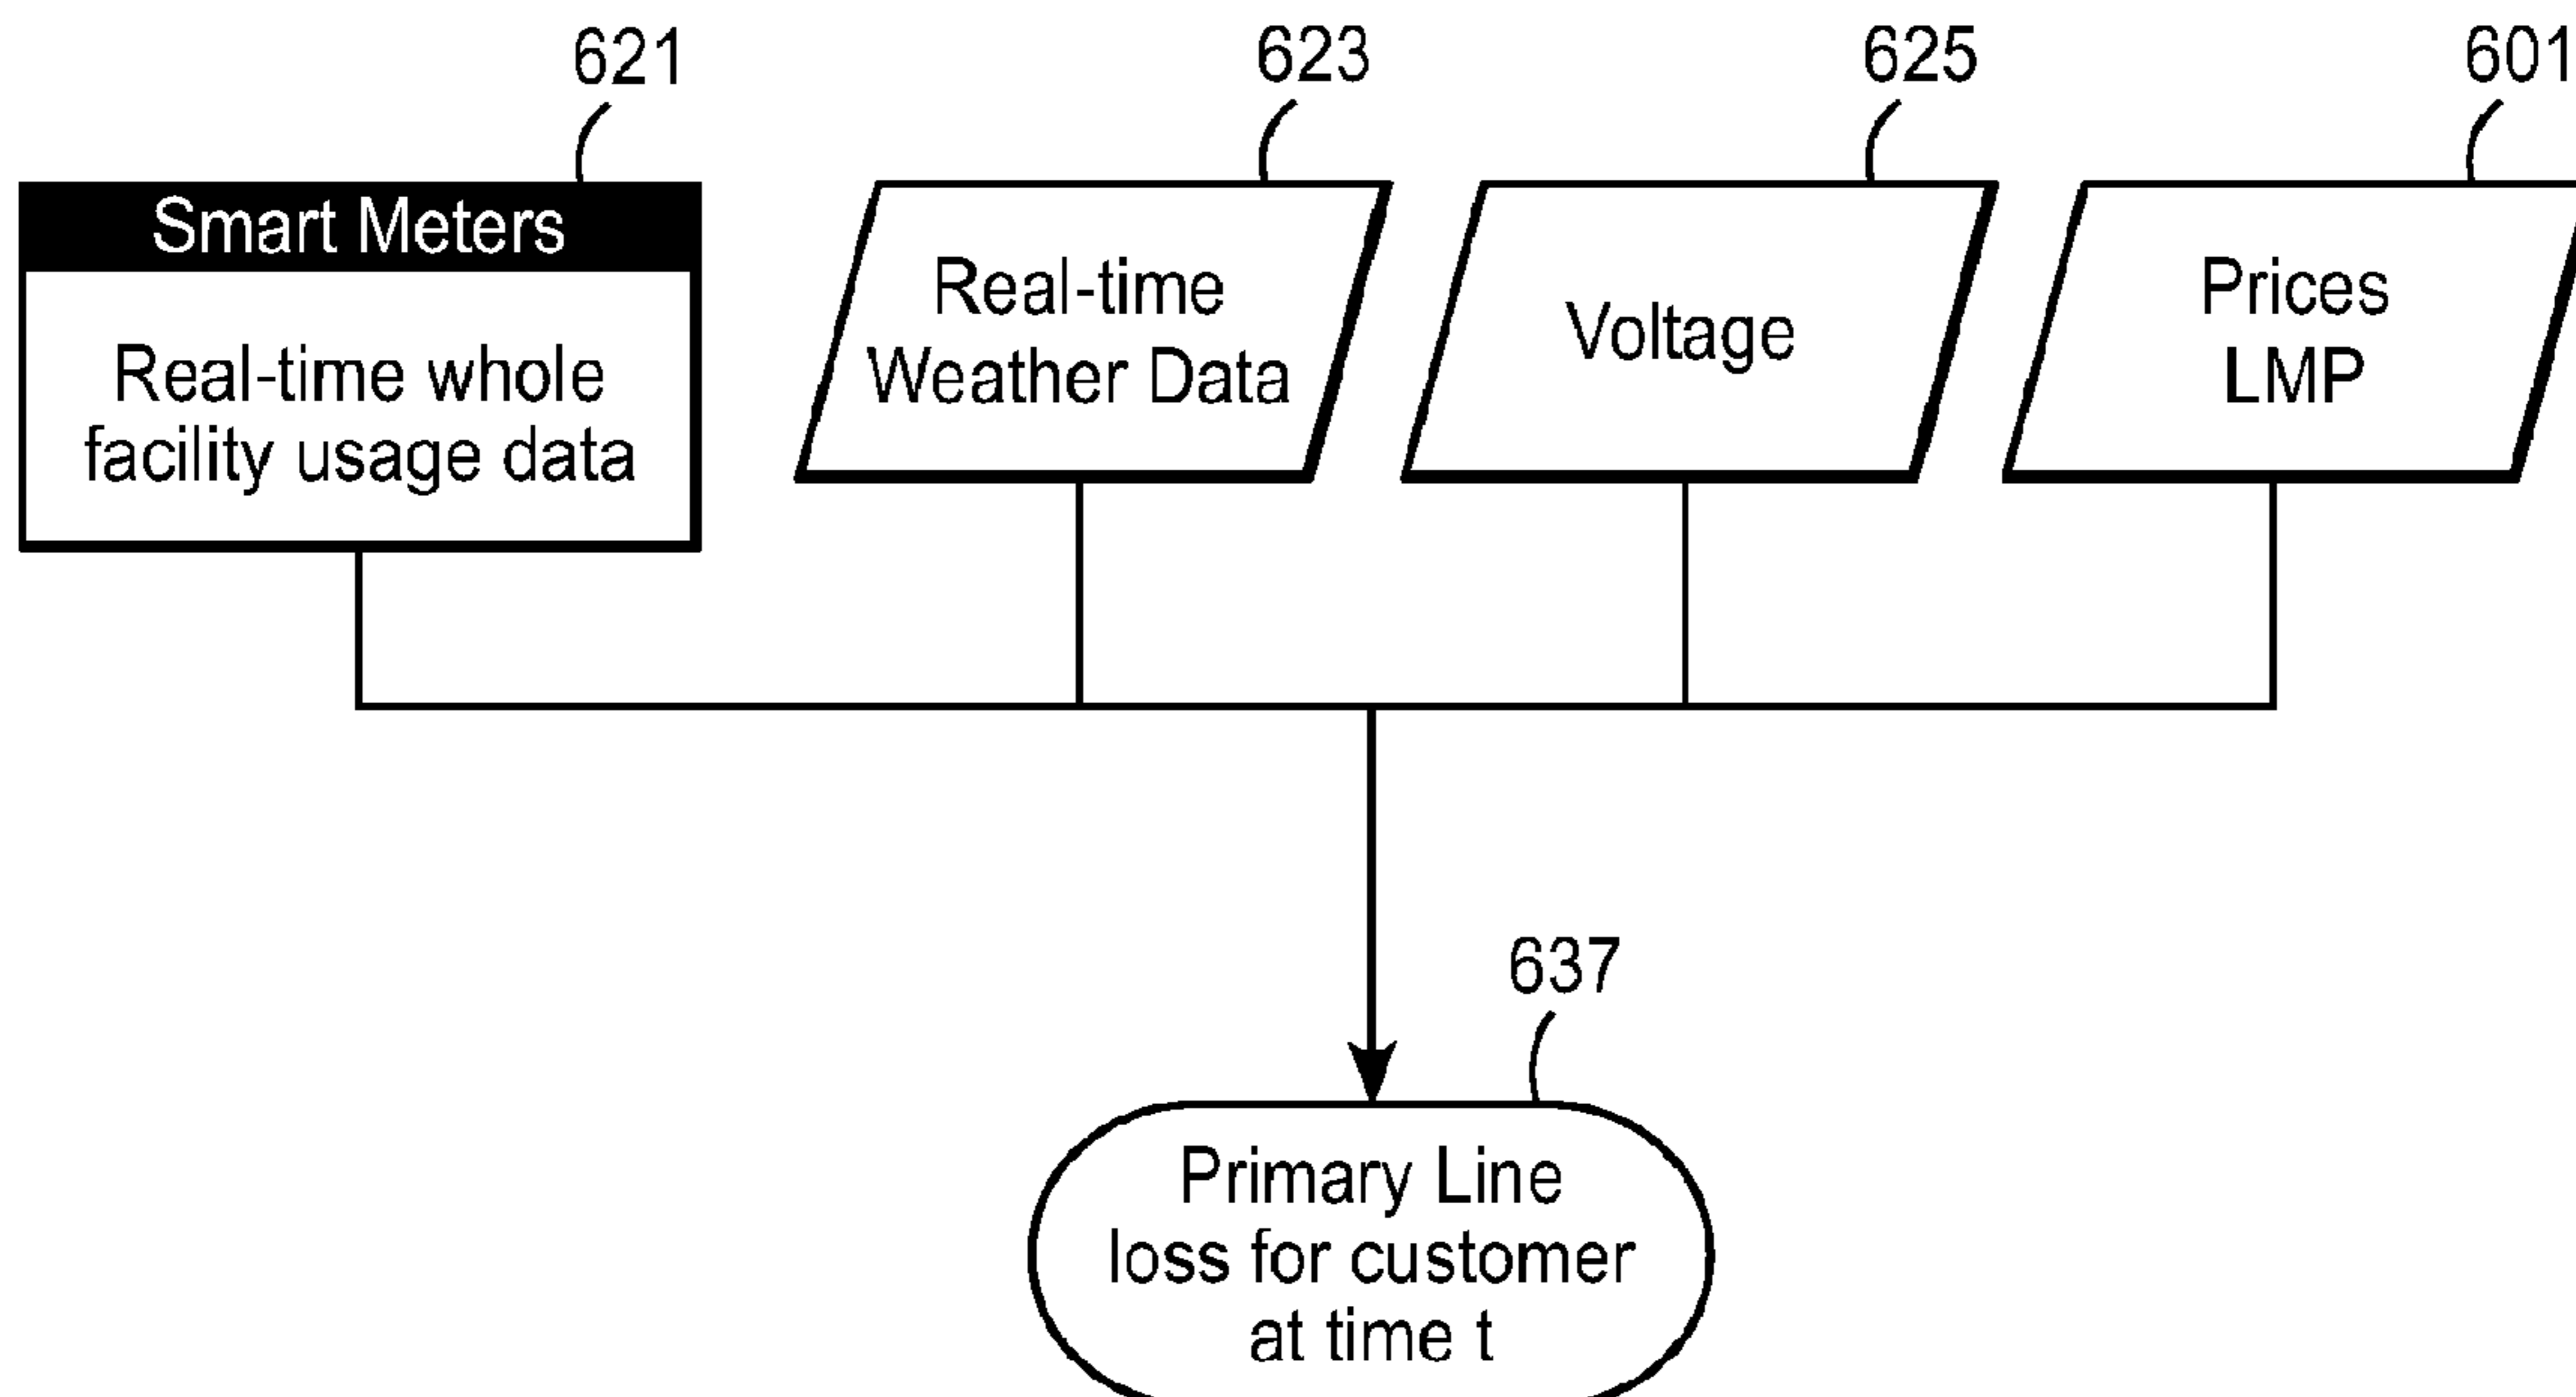 621
623
625
601
Smart Meters
Real-time whole
facility usage data
Real-time
Weather Data
Voltage
Prices
LMP
637
Primary Line
loss for customer
at time t